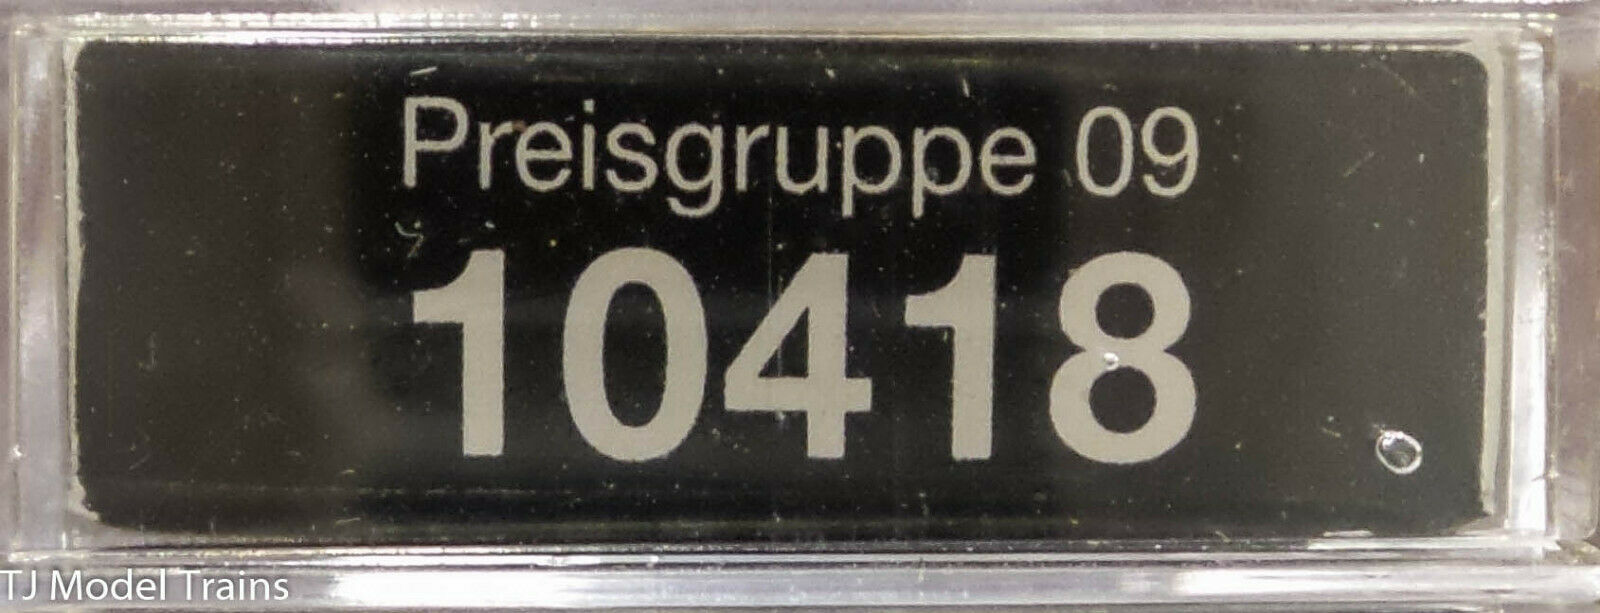 Preisgruppe 09
10418
TJ Model Trains